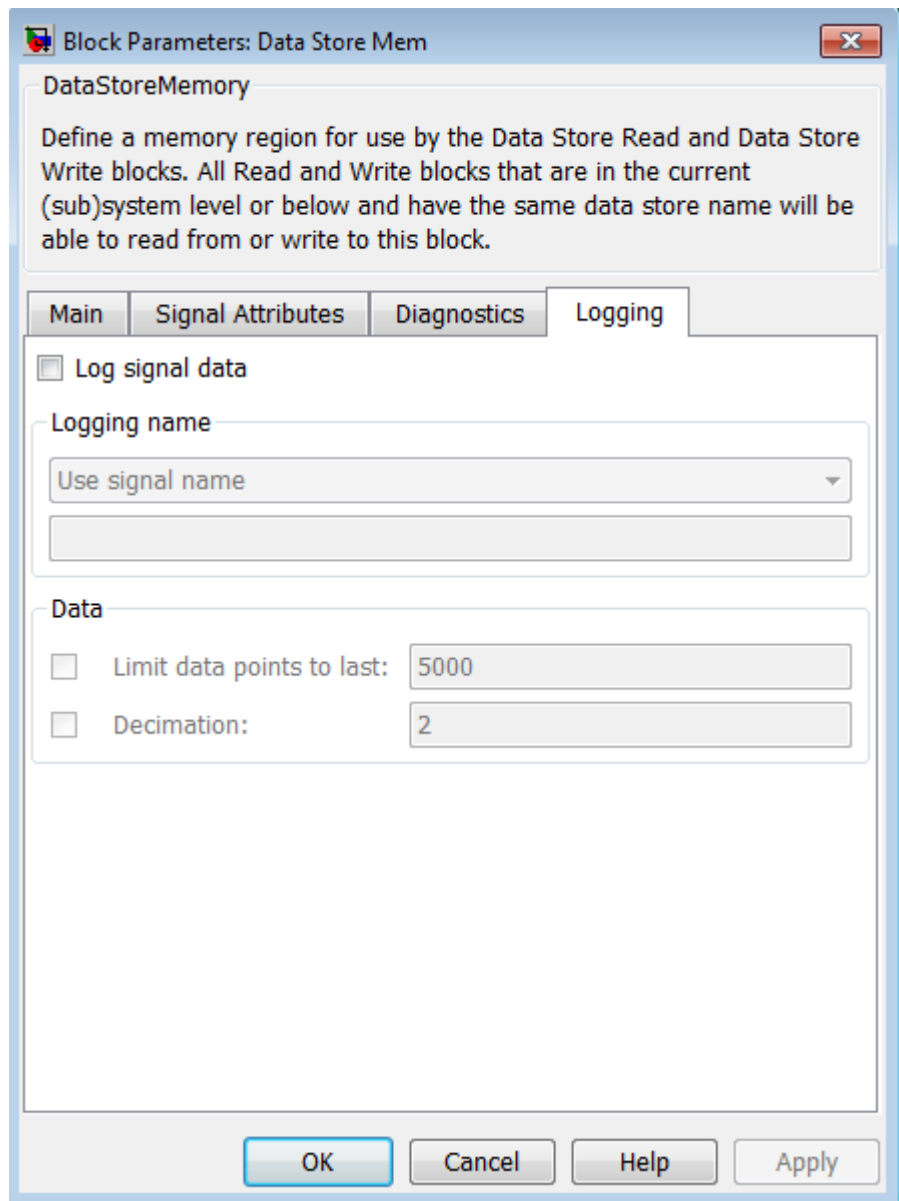 Block Parameters: Data Store Mem
DataStoreMemory
Define a memory region for use by the Data Store Read and Data Store
Write blocks. All Read and Write blocks that are in the current
(sub)system level or below and have the same data store name will be
able to read from or write to this block.
Main Signal Attributes Diagnostics Logging
Log signal data
Logging name
Use signal name
Data
Limit data points to last: 5000
Decimation: 2
OK Cancel Help Apply